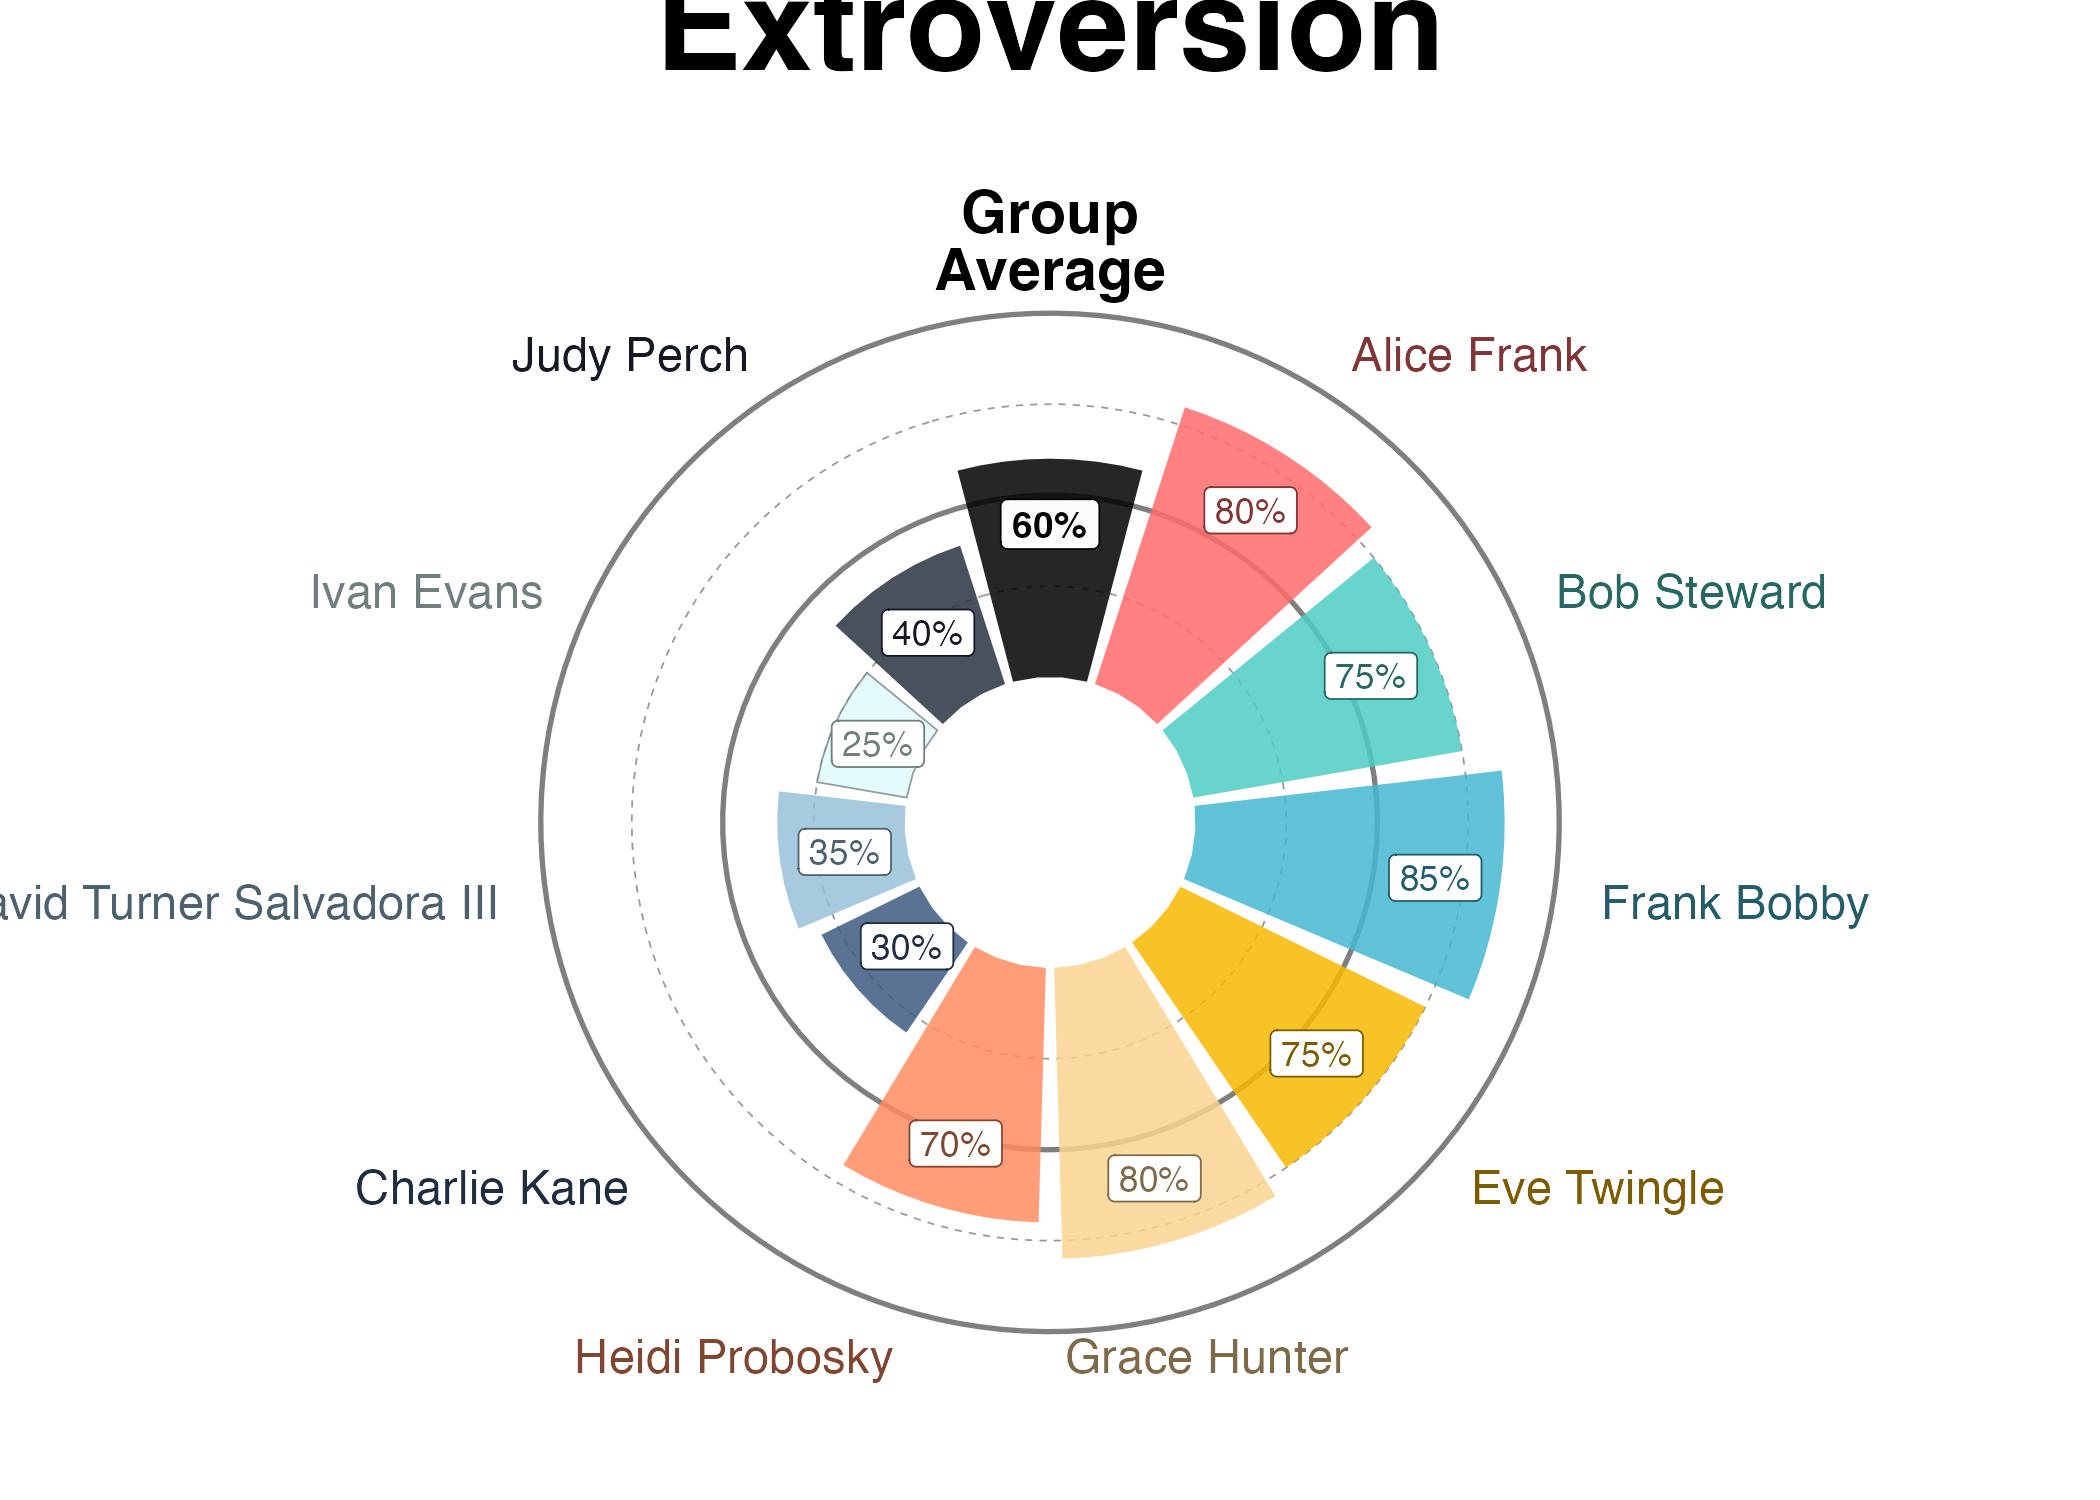 Extroversion
Group
Average
Judy Perch
Alice Frank
80%
60%
Ivan Evans
Bob Steward
40%
75%
25%
35%
85%
avid Turner Salvadora III
Frank Bobby
30%
75%
70%
80%
Charlie Kane
Eve Twingle
Heidi Probosky
Grace Hunter